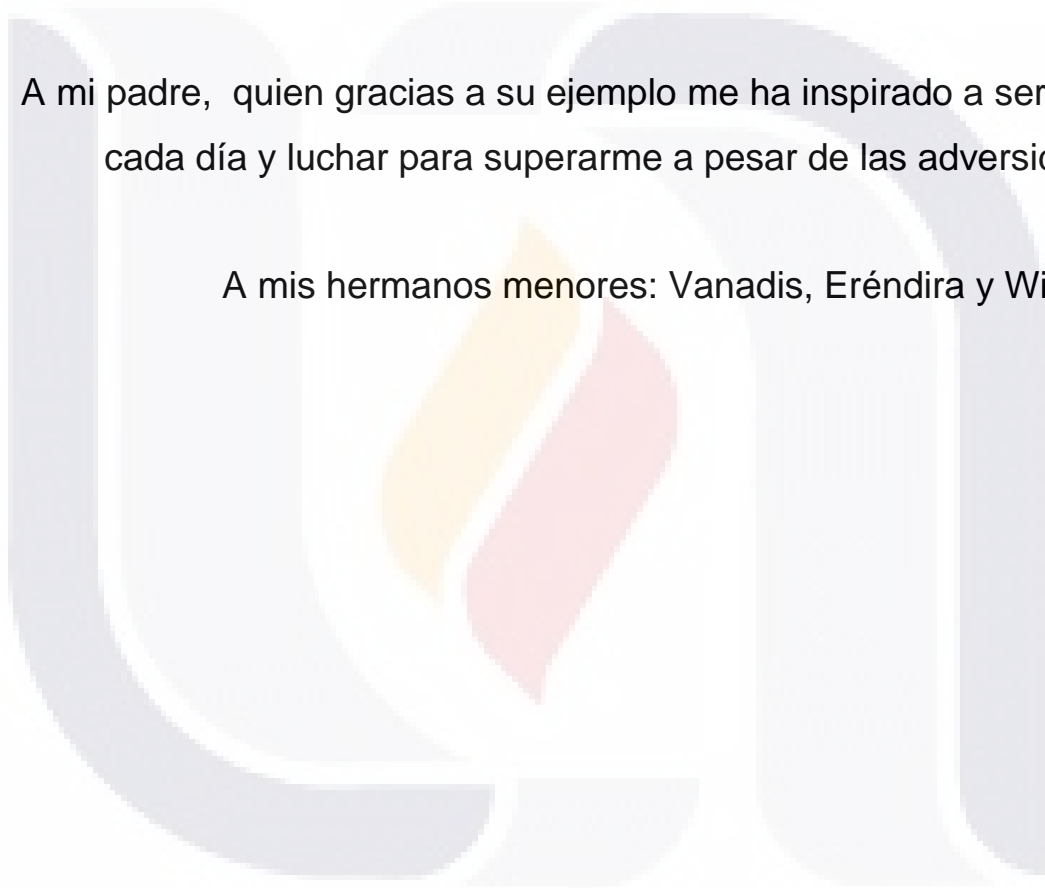 A mi padre, quien gracias a su ejemplo me ha inspirado a ser
cada día y luchar para superarme a pesar de las
A mis hermanos menores: Vanadis, Eréndira y